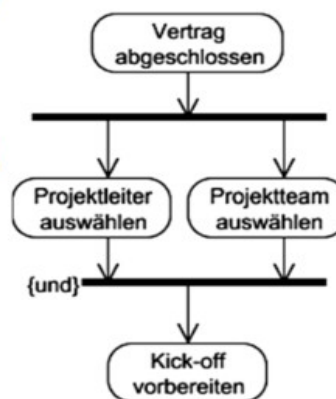 Vertrag
abgeschlossen
Projektleiter
auswählen
Projektteam
auswählen
{und}
Kick-off
vorbereiten